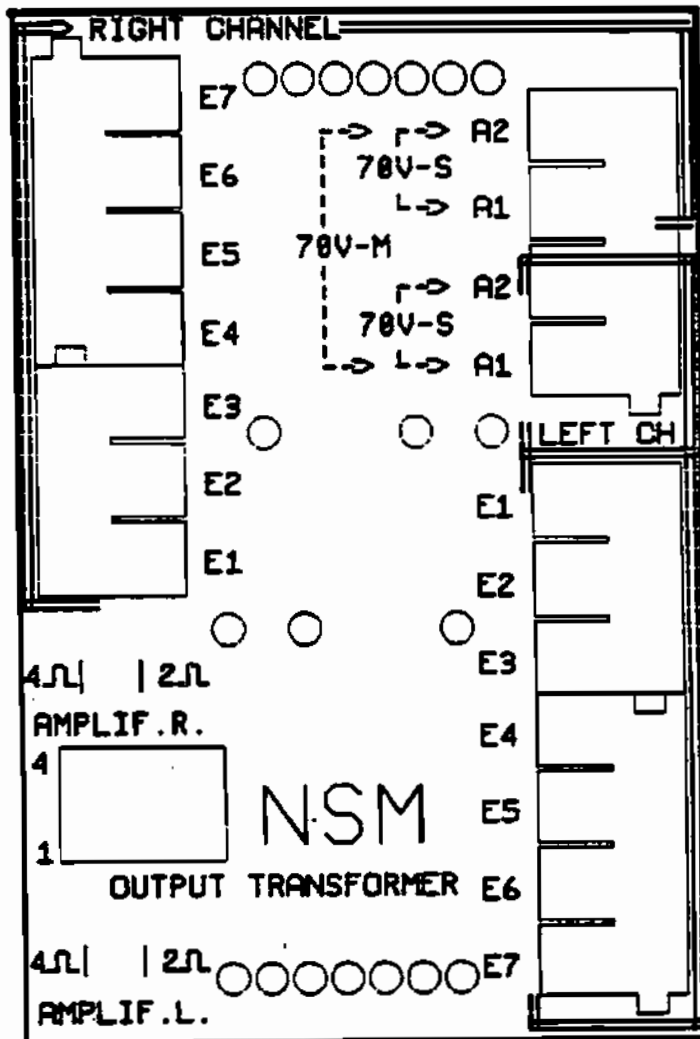 RIGHT CHANNEL
E7
A2
70V-S
E6
A1
E5
70V-M
A2
E4
70V-S
A1
E3
LEFT CH
E2
E1
E1
E2
E3
4Ω 2Ω
AMPLIF.R.
E4
4
NSM
E5
1
OUTPUT TRANSFORMER
E6
4Ω 2Ω
E7
AMPLIF.L.